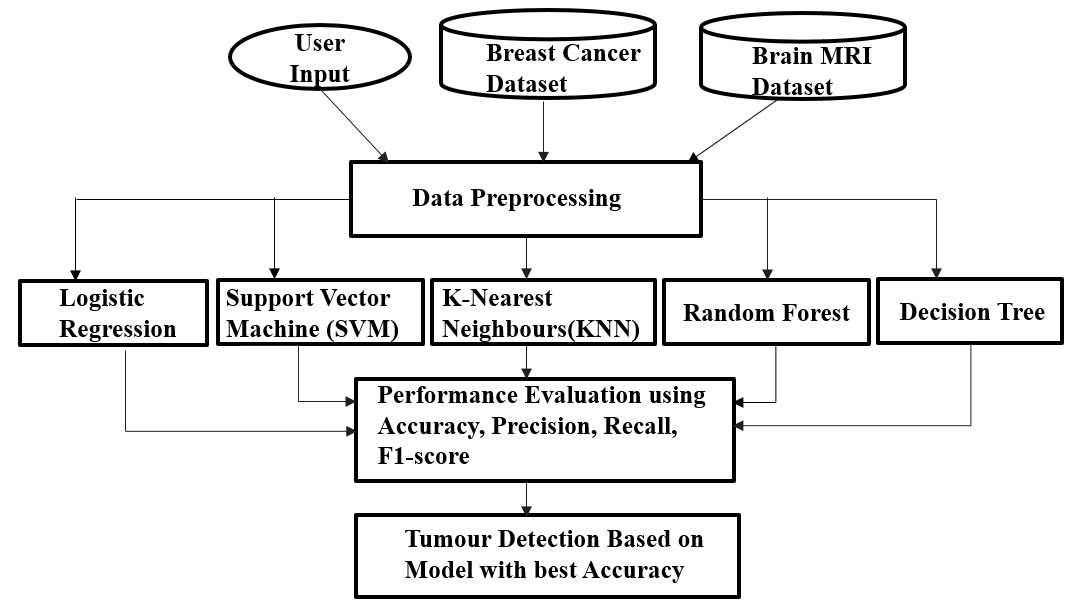 User
Input
Breast Cancer
Dataset
Brain MRI
Dataset
Data Preprocessing
Logistic
Regression
Support Vector
Machine (SVM)
K-Nearest
Neighbours(KNN)
Random Forest
Decision Tree
Performance Evaluation using
Accuracy, Precision, Recall,
F1-score
Tumour Detection Based on
Model with best Accuracy